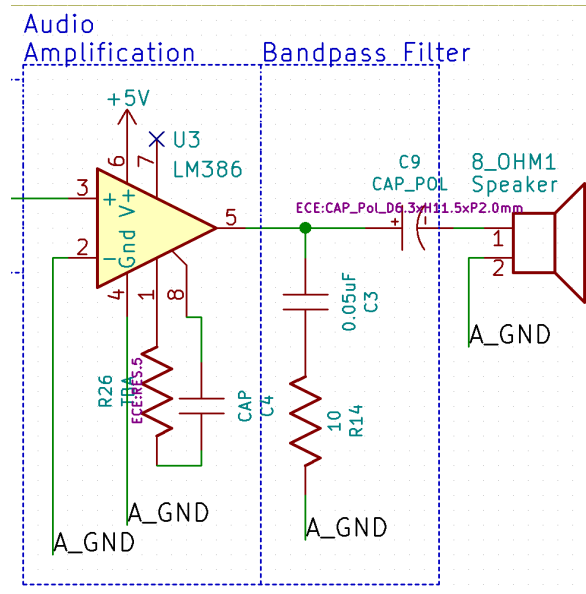 Audio
Amplification
Bandpass Filter
+5V
U3
LM386
6
7
3
+
V+
5
2
-
Gnd
4
1
8
C9
CAP_POL
ECE:CAP_Pol_D6.3xH11.5xP2.0mm
+
-
8_OHM1
Speaker
1
2
A_GND
0.05uF
C3
R26
TBA
ECE:RES.5
CAP
C4
10
R14
A_GND
A_GND
A_GND